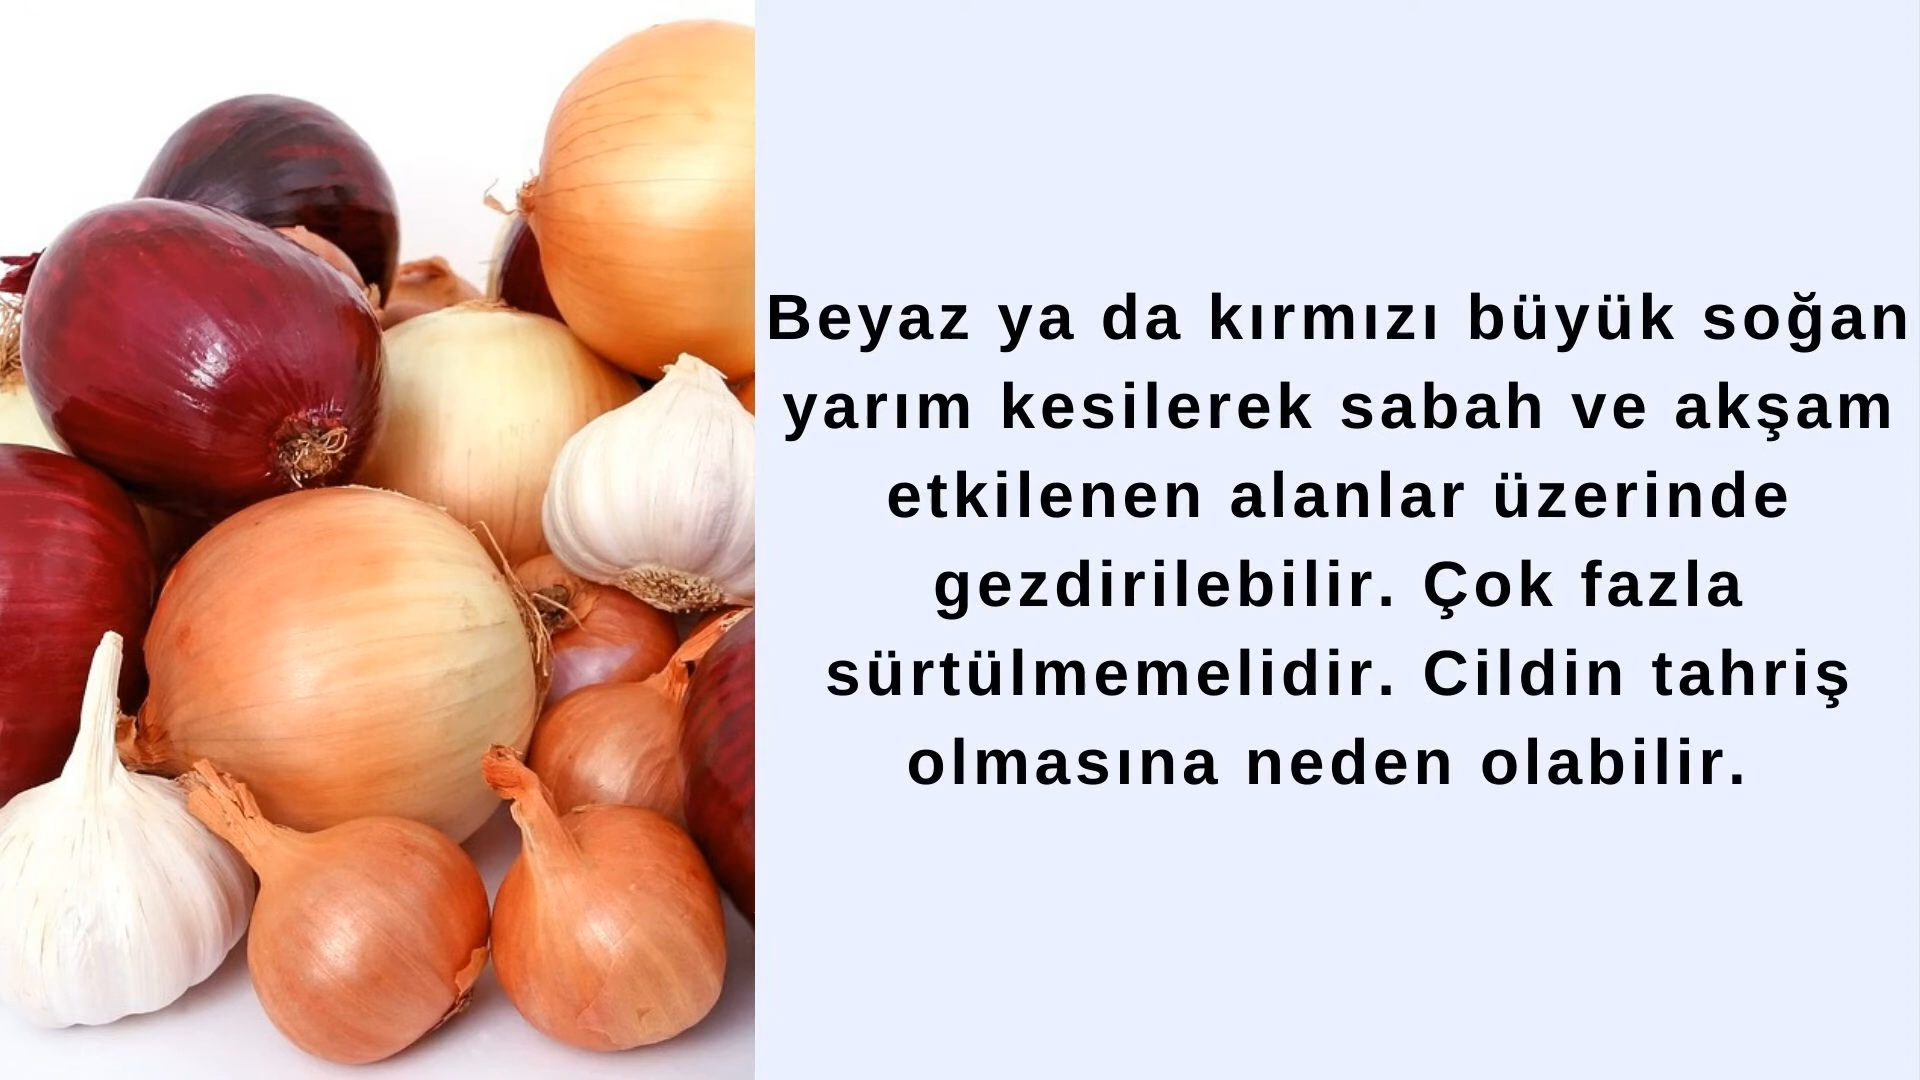 Beyaz ya da kırmızı büyük soğan
yarım kesilerek sabah ve akşam
etkilenen alanlar üzerinde
gezdirilebilir. Çok fazla
sürtülmemelidir. Cildin tahriş
olmasına neden olabilir.